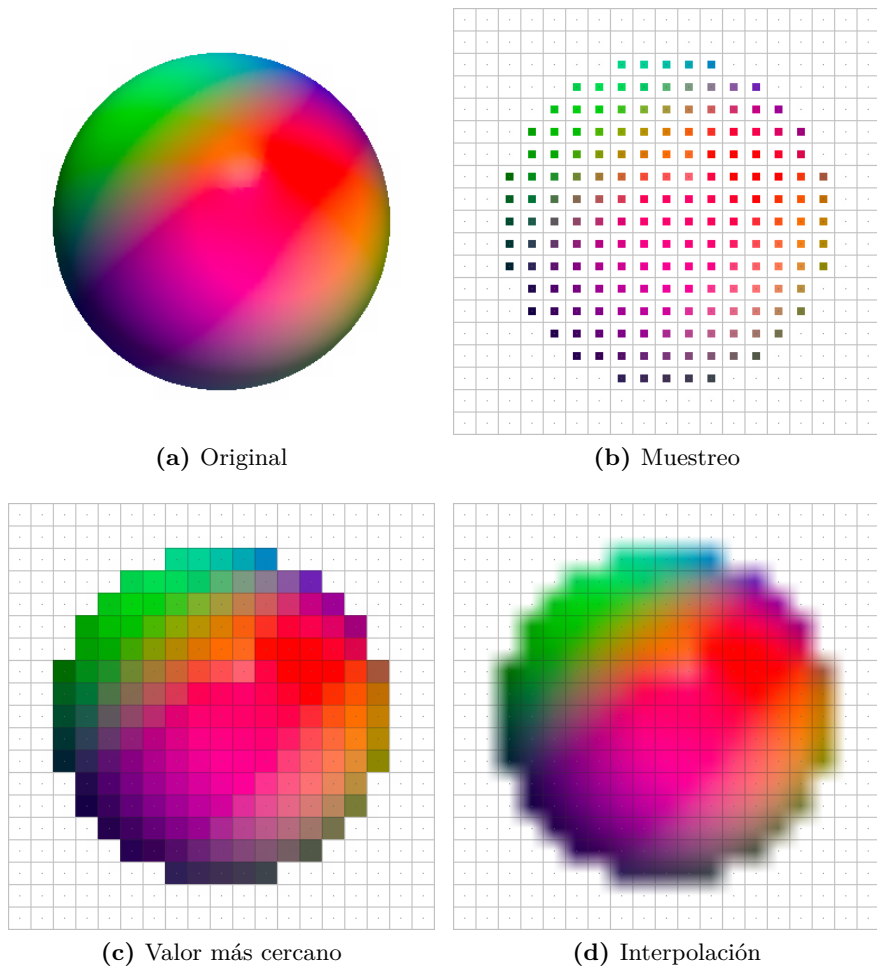 (a) Original
(b) Muestreo
(c) Valor más cercano
(d) Interpolación